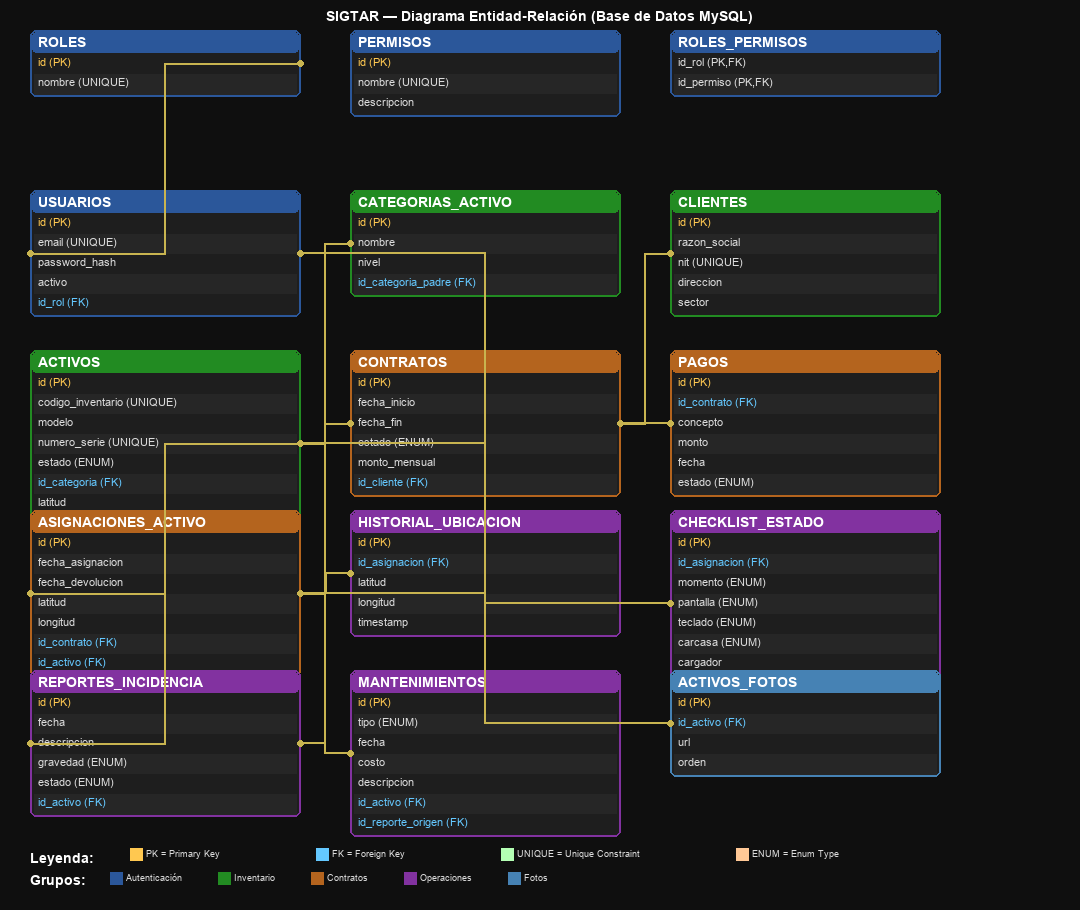 SIGTAR — Diagrama Entidad-Relación (Base de Datos MySQL)
ROLES
id (PK)
nombre (UNIQUE)
PERMISOS
id (PK)
nombre (UNIQUE)
descripcion
ROLES_PERMISOS
id_rol (PK,FK)
id_permiso (PK,FK)
USUARIOS
id (PK)
email (UNIQUE)
password_hash
activo
id_rol (FK)
CATEGORIAS_ACTIVO
id (PK)
nombre
nivel
id_categoria_padre (FK)
CLIENTES
id (PK)
razon_social
nit (UNIQUE)
direccion
sector
ACTIVOS
id (PK)
codigo_inventario (UNIQUE)
modelo
numero_serie (UNIQUE)
estado (ENUM)
id_categoria (FK)
latitud
CONTRATOS
id (PK)
fecha_inicio
fecha_fin
estado (ENUM)
monto_mensual
id_cliente (FK)
PAGOS
id (PK)
id_contrato (FK)
concepto
monto
fecha
estado (ENUM)
ASIGNACIONES_ACTIVO
id (PK)
fecha_asignacion
fecha_devolucion
latitud
longitud
id_contrato (FK)
id_activo (FK)
HISTORIAL_UBICACION
id (PK)
id_asignacion (FK)
latitud
longitud
timestamp
CHECKLIST_ESTADO
id (PK)
id_asignacion (FK)
momento (ENUM)
pantalla (ENUM)
teclado (ENUM)
carcasa (ENUM)
cargador
REPORTES_INCIDENCIA
id (PK)
fecha
descripcion
gravedad (ENUM)
estado (ENUM)
id_activo (FK)
MANTENIMIENTOS
id (PK)
tipo (ENUM)
fecha
costo
descripcion
id_activo (FK)
id_reporte_origen (FK)
ACTIVOS_FOTOS
id (PK)
id_activo (FK)
url
orden
Leyenda: PK = Primary Key FK = Foreign Key UNIQUE = Unique Constraint ENUM = Enum Type
Grupos: Autenticación Inventario Contratos Operaciones Fotos